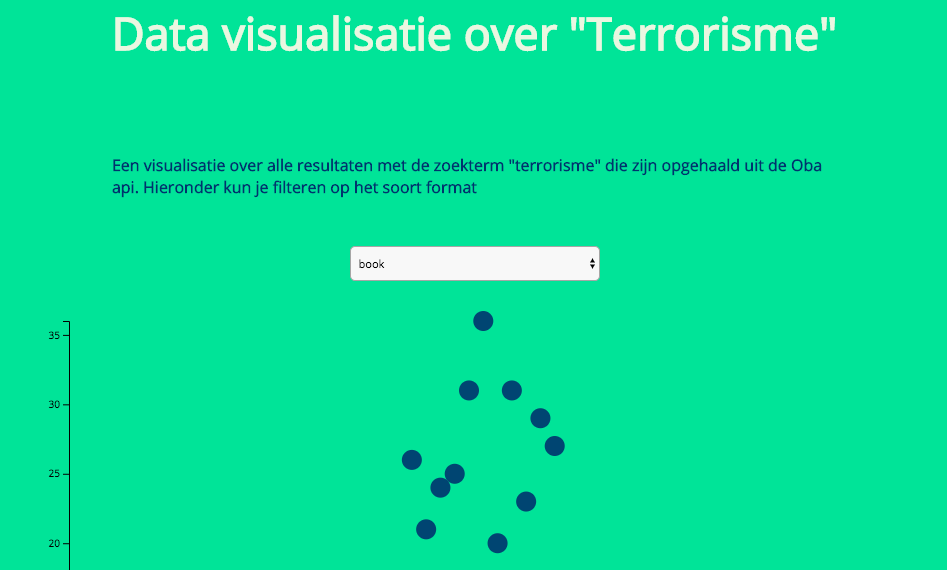 Data visualisatie over "Terrorisme"
Een visualisatie over alle resultaten met de zoekterm "terrorisme" die zijn opgehaald uit de Oba
api. Hieronder kun je filteren op het soort format
book
35
30
25
20